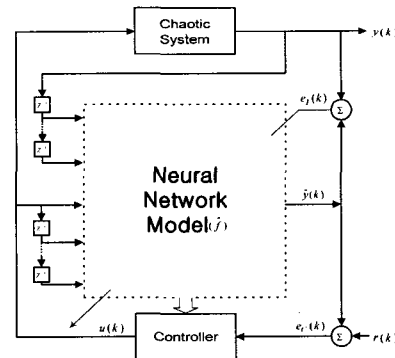 Chaotic
System
y(k)
e_I(k)
z⁻¹
z⁻¹
Neural
Network
Model(f̂)
ŷ(k)
z⁻¹
z⁻¹
Σ
Σ
u(k)
Controller
e_c(k)
r(k)